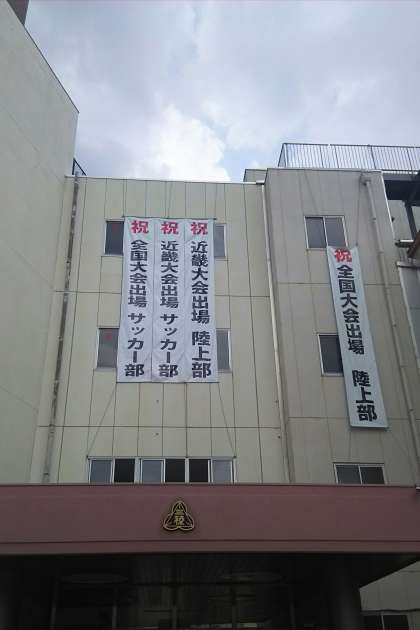 祝 近畿大会出場 陸上部
祝 近畿大会出場 サッカー部
祝 全国大会出場 サッカー部
祝 全国大会出場 陸上部